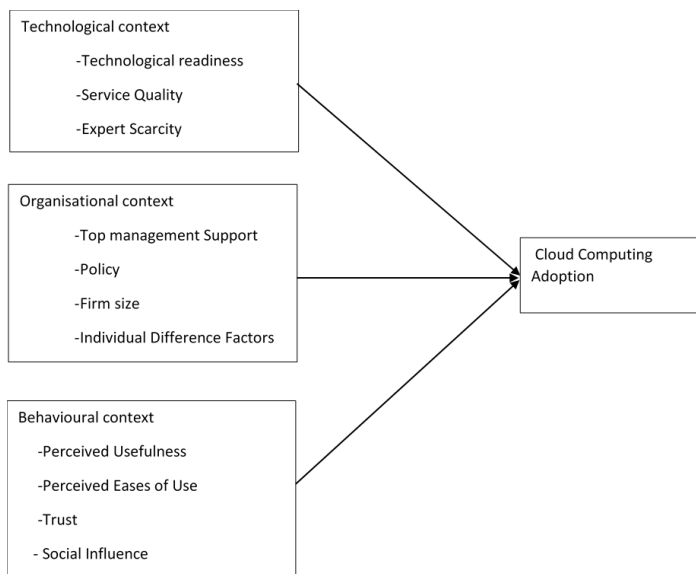 Technological context
-Technological readiness
-Service Quality
-Expert Scarcity
Organisational context
-Top management Support
-Policy
-Firm size
-Individual Difference Factors
Cloud Computing
Adoption
Behavioural context
-Perceived Usefulness
-Perceived Eases of Use
-Trust
- Social Influence